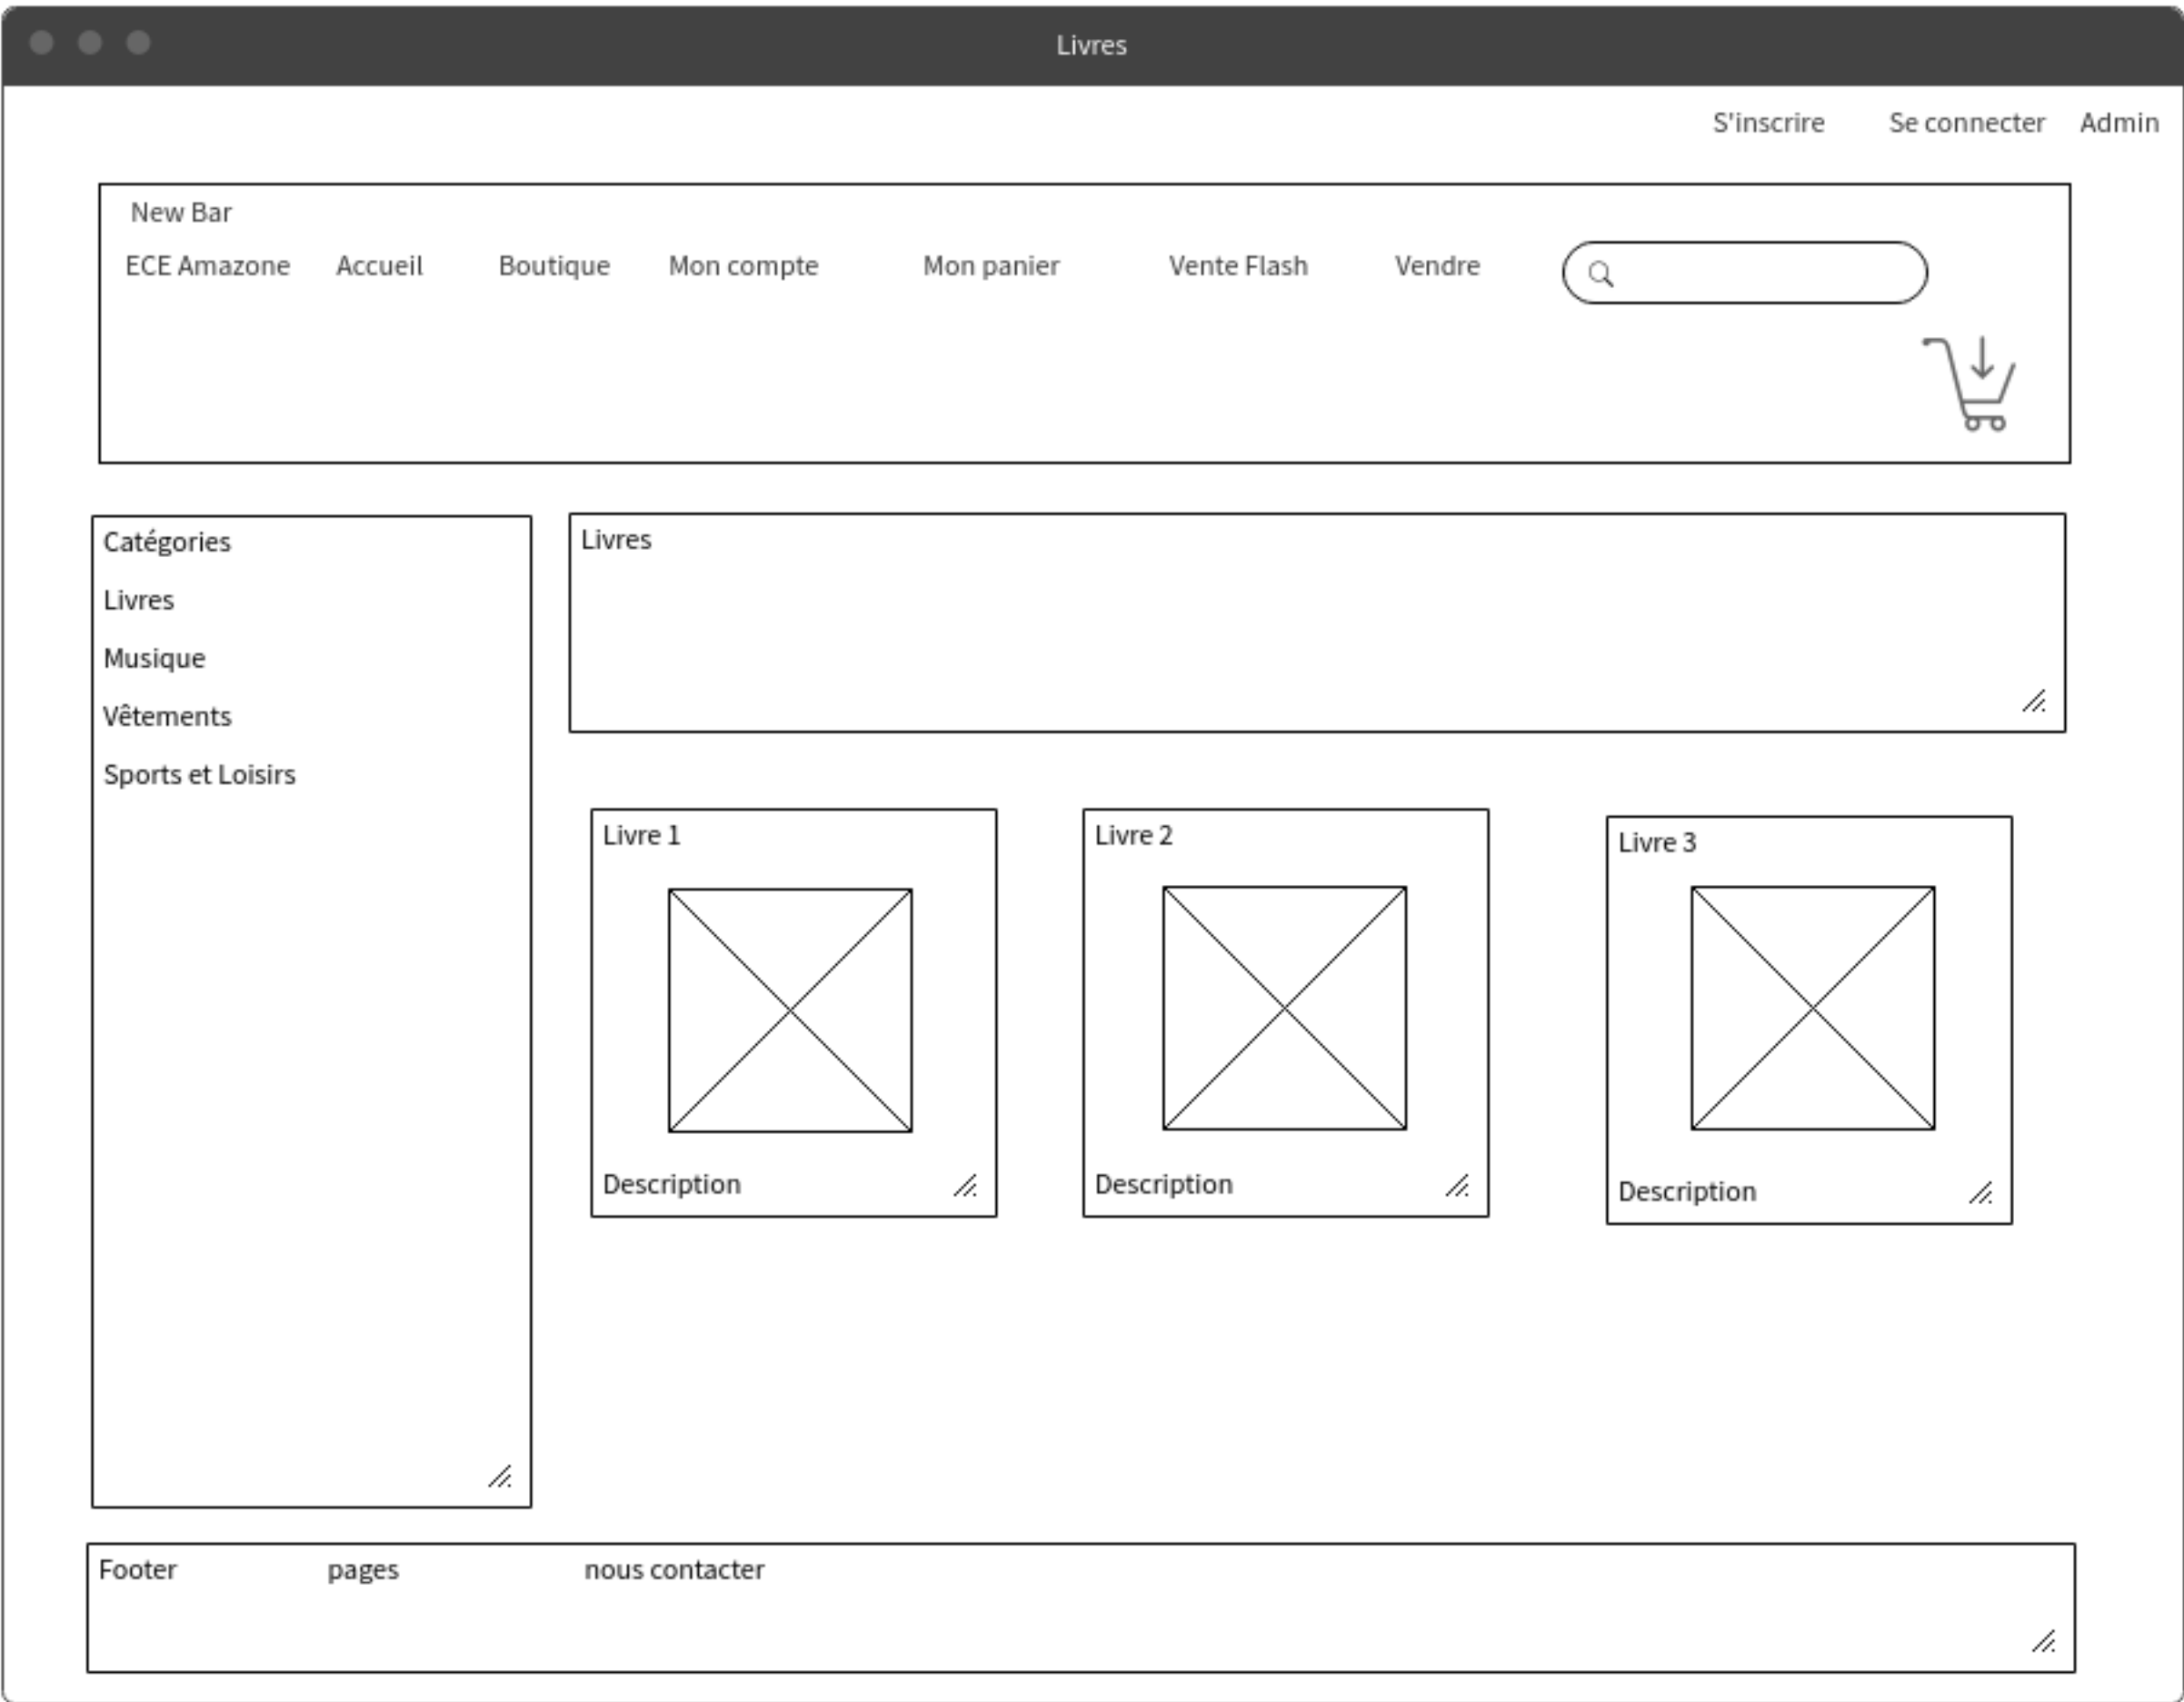 Livres
S'inscrire Se connecter Admin
New Bar
ECE Amazone Accueil Boutique Mon compte Mon panier Vente Flash Vendre
Catégories
Livres
Musique
Vêtements
Sports et Loisirs
Livres
Livre 1
Description
Livre 2
Description
Livre 3
Description
Footer pages nous contacter